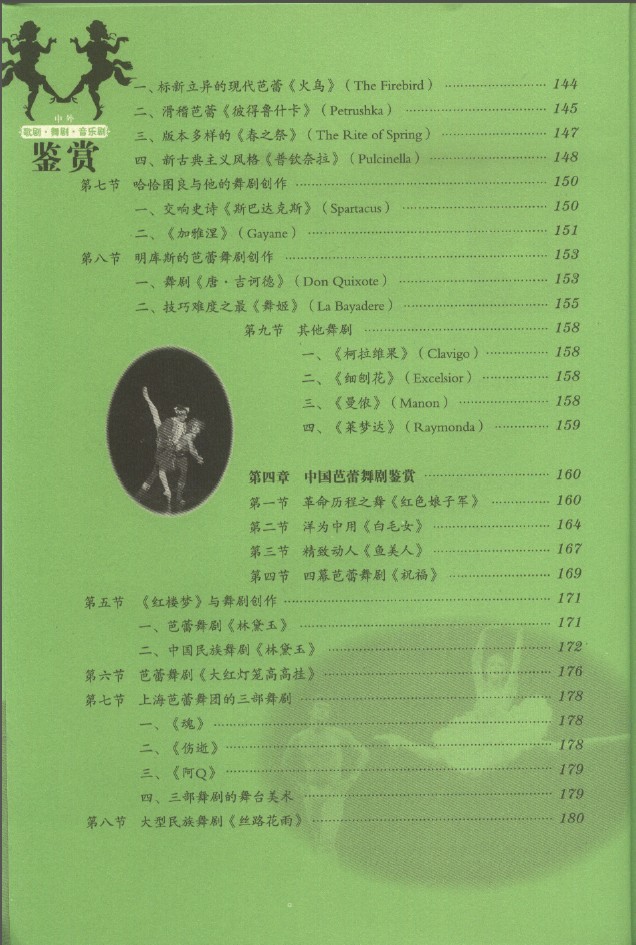 中外
歌剧·舞剧·音乐剧
鉴赏
一、标新立异的现代芭蕾《火鸟》(The Firebird) 144
二、滑稽芭蕾《彼得鲁什卡》(Petrushka) 145
三、版本多样的《春之祭》(The Rite of Spring) 147
四、新古典主义风格《普钦奈拉》(Pulcinella) 148
第七节 哈恰图良与他的舞剧创作 150
一、交响史诗《斯巴达克斯》(Spartacus) 150
二、《加雅涅》(Gayane) 151
第八节 明库斯的芭蕾舞剧创作 153
一、舞剧《唐·吉诃德》(Don Quixote) 153
二、技巧难度之最《舞姬》(La Bayadere) 155
第九节 其他舞剧 158
一、《柯拉维果》(Clavigo) 158
二、《细刨花》(Excelsior) 158
三、《曼侬》(Manon) 158
四、《莱梦达》(Raymonda) 159
第四章 中国芭蕾舞剧鉴赏 160
第一节 革命历程之舞《红色娘子军》 160
第二节 洋为中用《白毛女》 164
第三节 精致动人《鱼美人》 167
第四节 四幕芭蕾舞剧《祝福》 169
第五节 《红楼梦》与舞剧创作 171
一、芭蕾舞剧《林黛玉》 171
二、中国民族舞剧《林黛玉》 172
第六节 芭蕾舞剧《大红灯笼高高挂》 176
第七节 上海芭蕾舞团的三部舞剧 178
一、《魂》 178
二、《伤逝》 178
三、《阿Q》 179
四、三部舞剧的舞台美术 179
第八节 大型民族舞剧《丝路花雨》 180